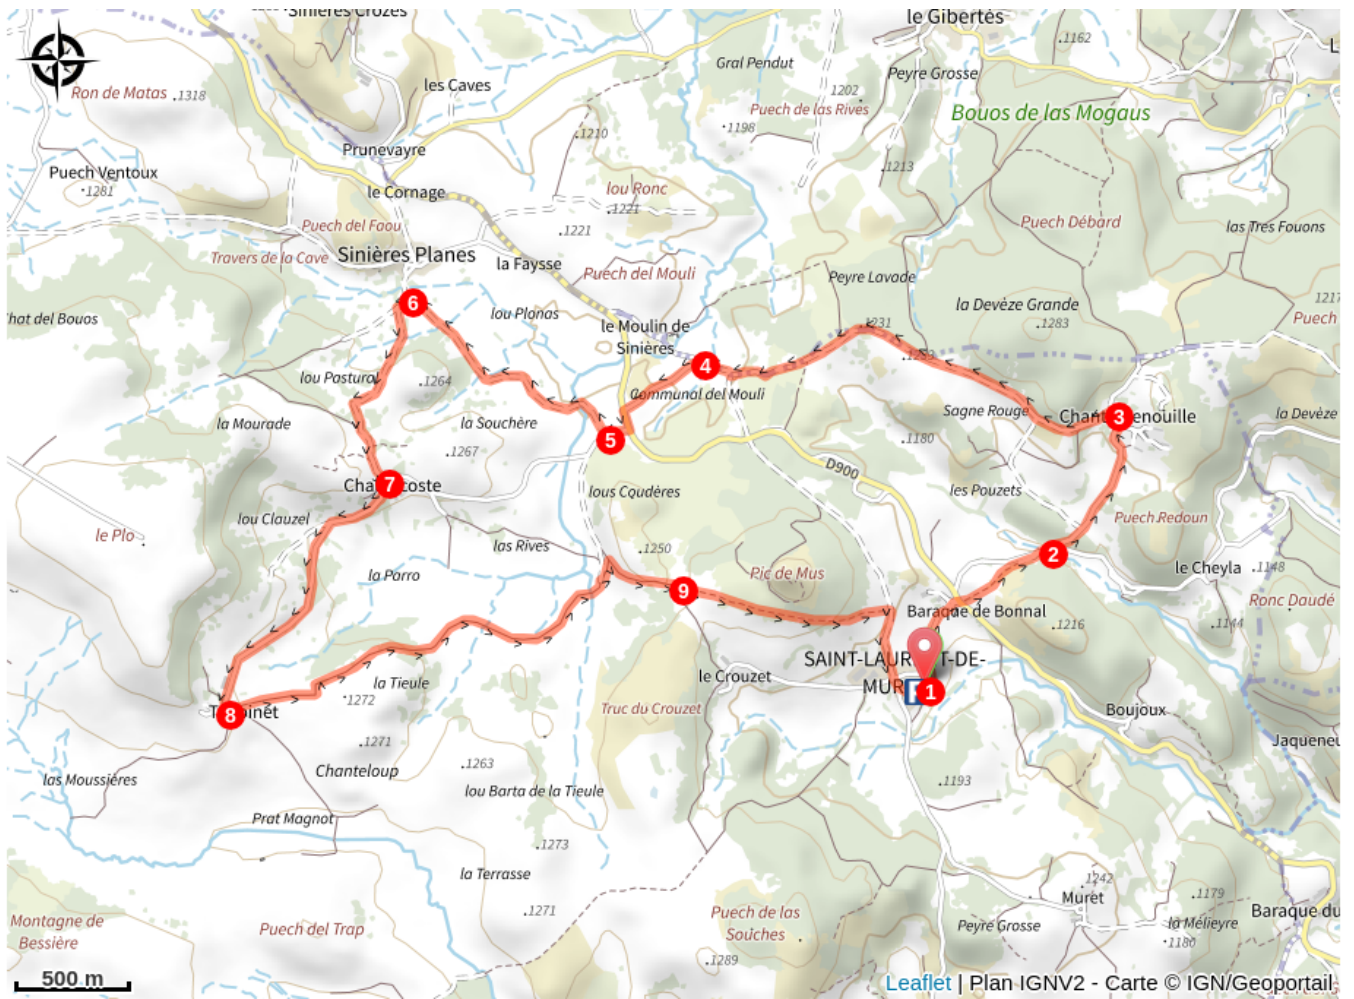 le Gibertès
.1162
Gral Pendut
Peyre Grosse
les Caves
Ron de Matas
.1318
1202
Puech de las Rives
Bouos de las Mogaus
.1198
.1210
Prunevayre
Puech Ventoux
.1281
.1213
le Cornage
lou Ronc
.1221
Puech del Faou
Puech Débard
las Tres Fouons
.1221
Sinières Planes
Travers de la Cave
la Faysse
Puech del Mouli
Peyre Lavade
6
la Devèze Grande
1217
lou Plonas
Puech
le Moulin de
Sinières
.1231
.1283
4
lou Pastural
.1264
Communal del Mouli
Sagne Rouge
3
la Devèze
la Mourade
la Souchère
5
.1180
.1267
D900
7
lous Coudères
les Pouzets
lou Clauzel
Puech Redoun
le Plo
las Rives
.1250
2
le Cheyla
.1148
la Parro
Pic de Mus
9
Ronc Daudé
Baraque de Bonnal
.1216
.1144
le Crouzet
1
la Tieule
.1272
8
Truc du Crouzet
Boujoux
.1271
Chanteloup
.1263
.1193
las Moussières
lou Barta de la Tieule
Prat Magnot
.1273
la Terrasse
.1242
Muret
.1179
Montagne de
Bessière
Puech del Trap
.1271
Puech de las
Souches
Peyre Grosse
la Mélieyre
.1180
Baraque du
.1289
500 m
Leaflet | Plan IGNV2 - Carte © IGN/Geoportail